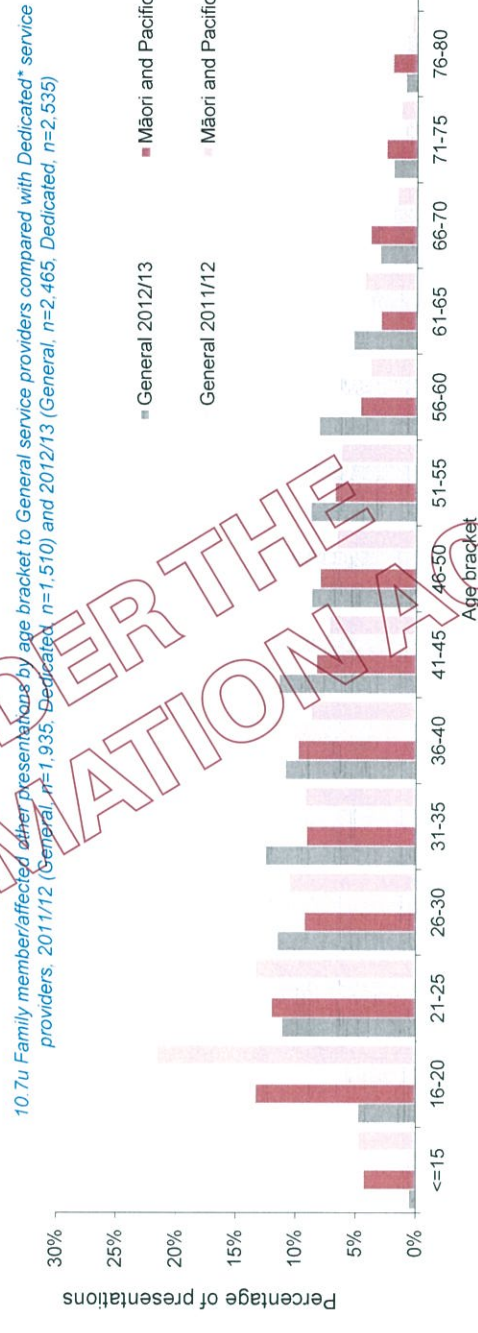 10.7u Family member/affected other presentations by age bracket to General service providers compared with Dedicated* service
providers, 2011/12 (General, n=1,935, Dedicated, n=1,510) and 2012/13 (General, n=2,465, Dedicated, n=2,535)
General 2012/13
Māori and Pacific
General 2011/12
Māori and Pacific
Percentage of presentations
30%
25%
20%
15%
10%
5%
0%
<=15
16-20
21-25
26-30
31-35
36-40
41-45
46-50
51-55
56-60
61-65
66-70
71-75
76-80
Age bracket
DER THE
MATION AC